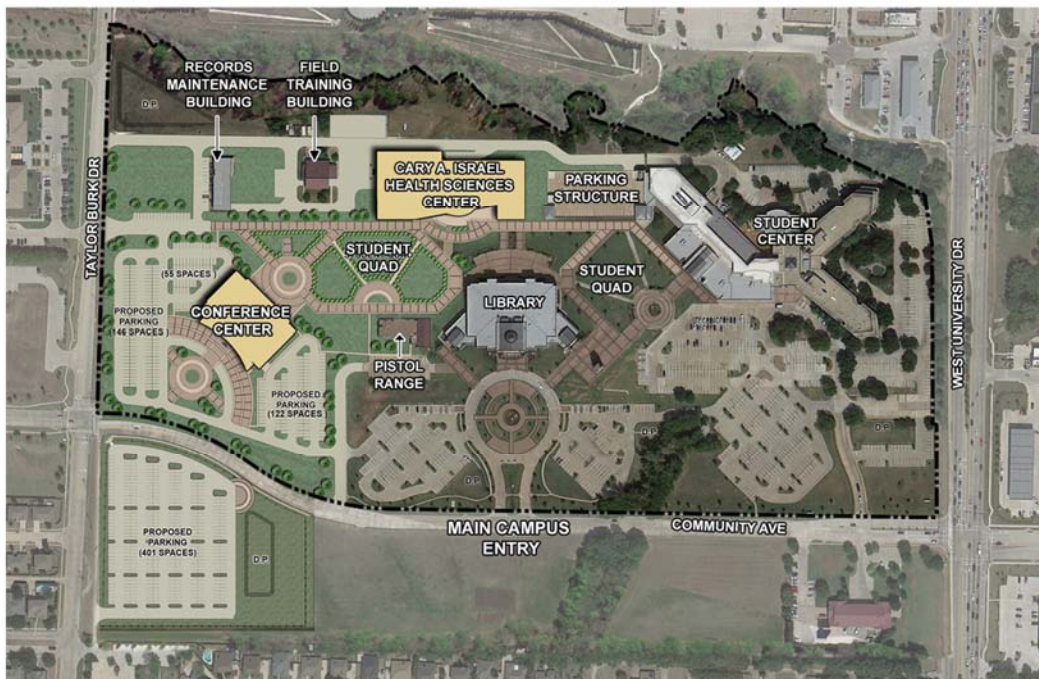 RECORDS
MAINTENANCE
BUILDING
FIELD
TRAINING
BUILDING
D.P.
CARY A. ISRAEL
HEALTH SCIENCES
CENTER
PARKING
STRUCTURE
STUDENT
CENTER
TAYLOR BURK DR
STUDENT
QUAD
STUDENT
QUAD
(55 SPACES )
LIBRARY
WEST UNIVERSITY DR
PROPOSED
PARKING
(146 SPACES)
CONFERENCE
CENTER
PISTOL
RANGE
PROPOSED
PARKING
(122 SPACES)
D.P.
D.P.
D.P.
MAIN CAMPUS
ENTRY
COMMUNITY AVE
PROPOSED
PARKING
(401 SPACES)
D.P.